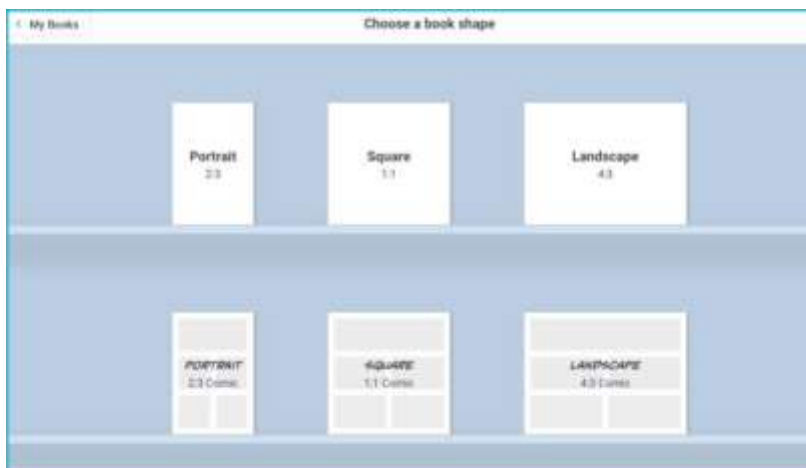 < My Books
Choose a book shape
Portrait
2:3
Square
1:1
Landscape
4:3
PORTRAIT
2:3 Comic
SQUARE
1:1 Comic
LANDSCAPE
4:3 Comic